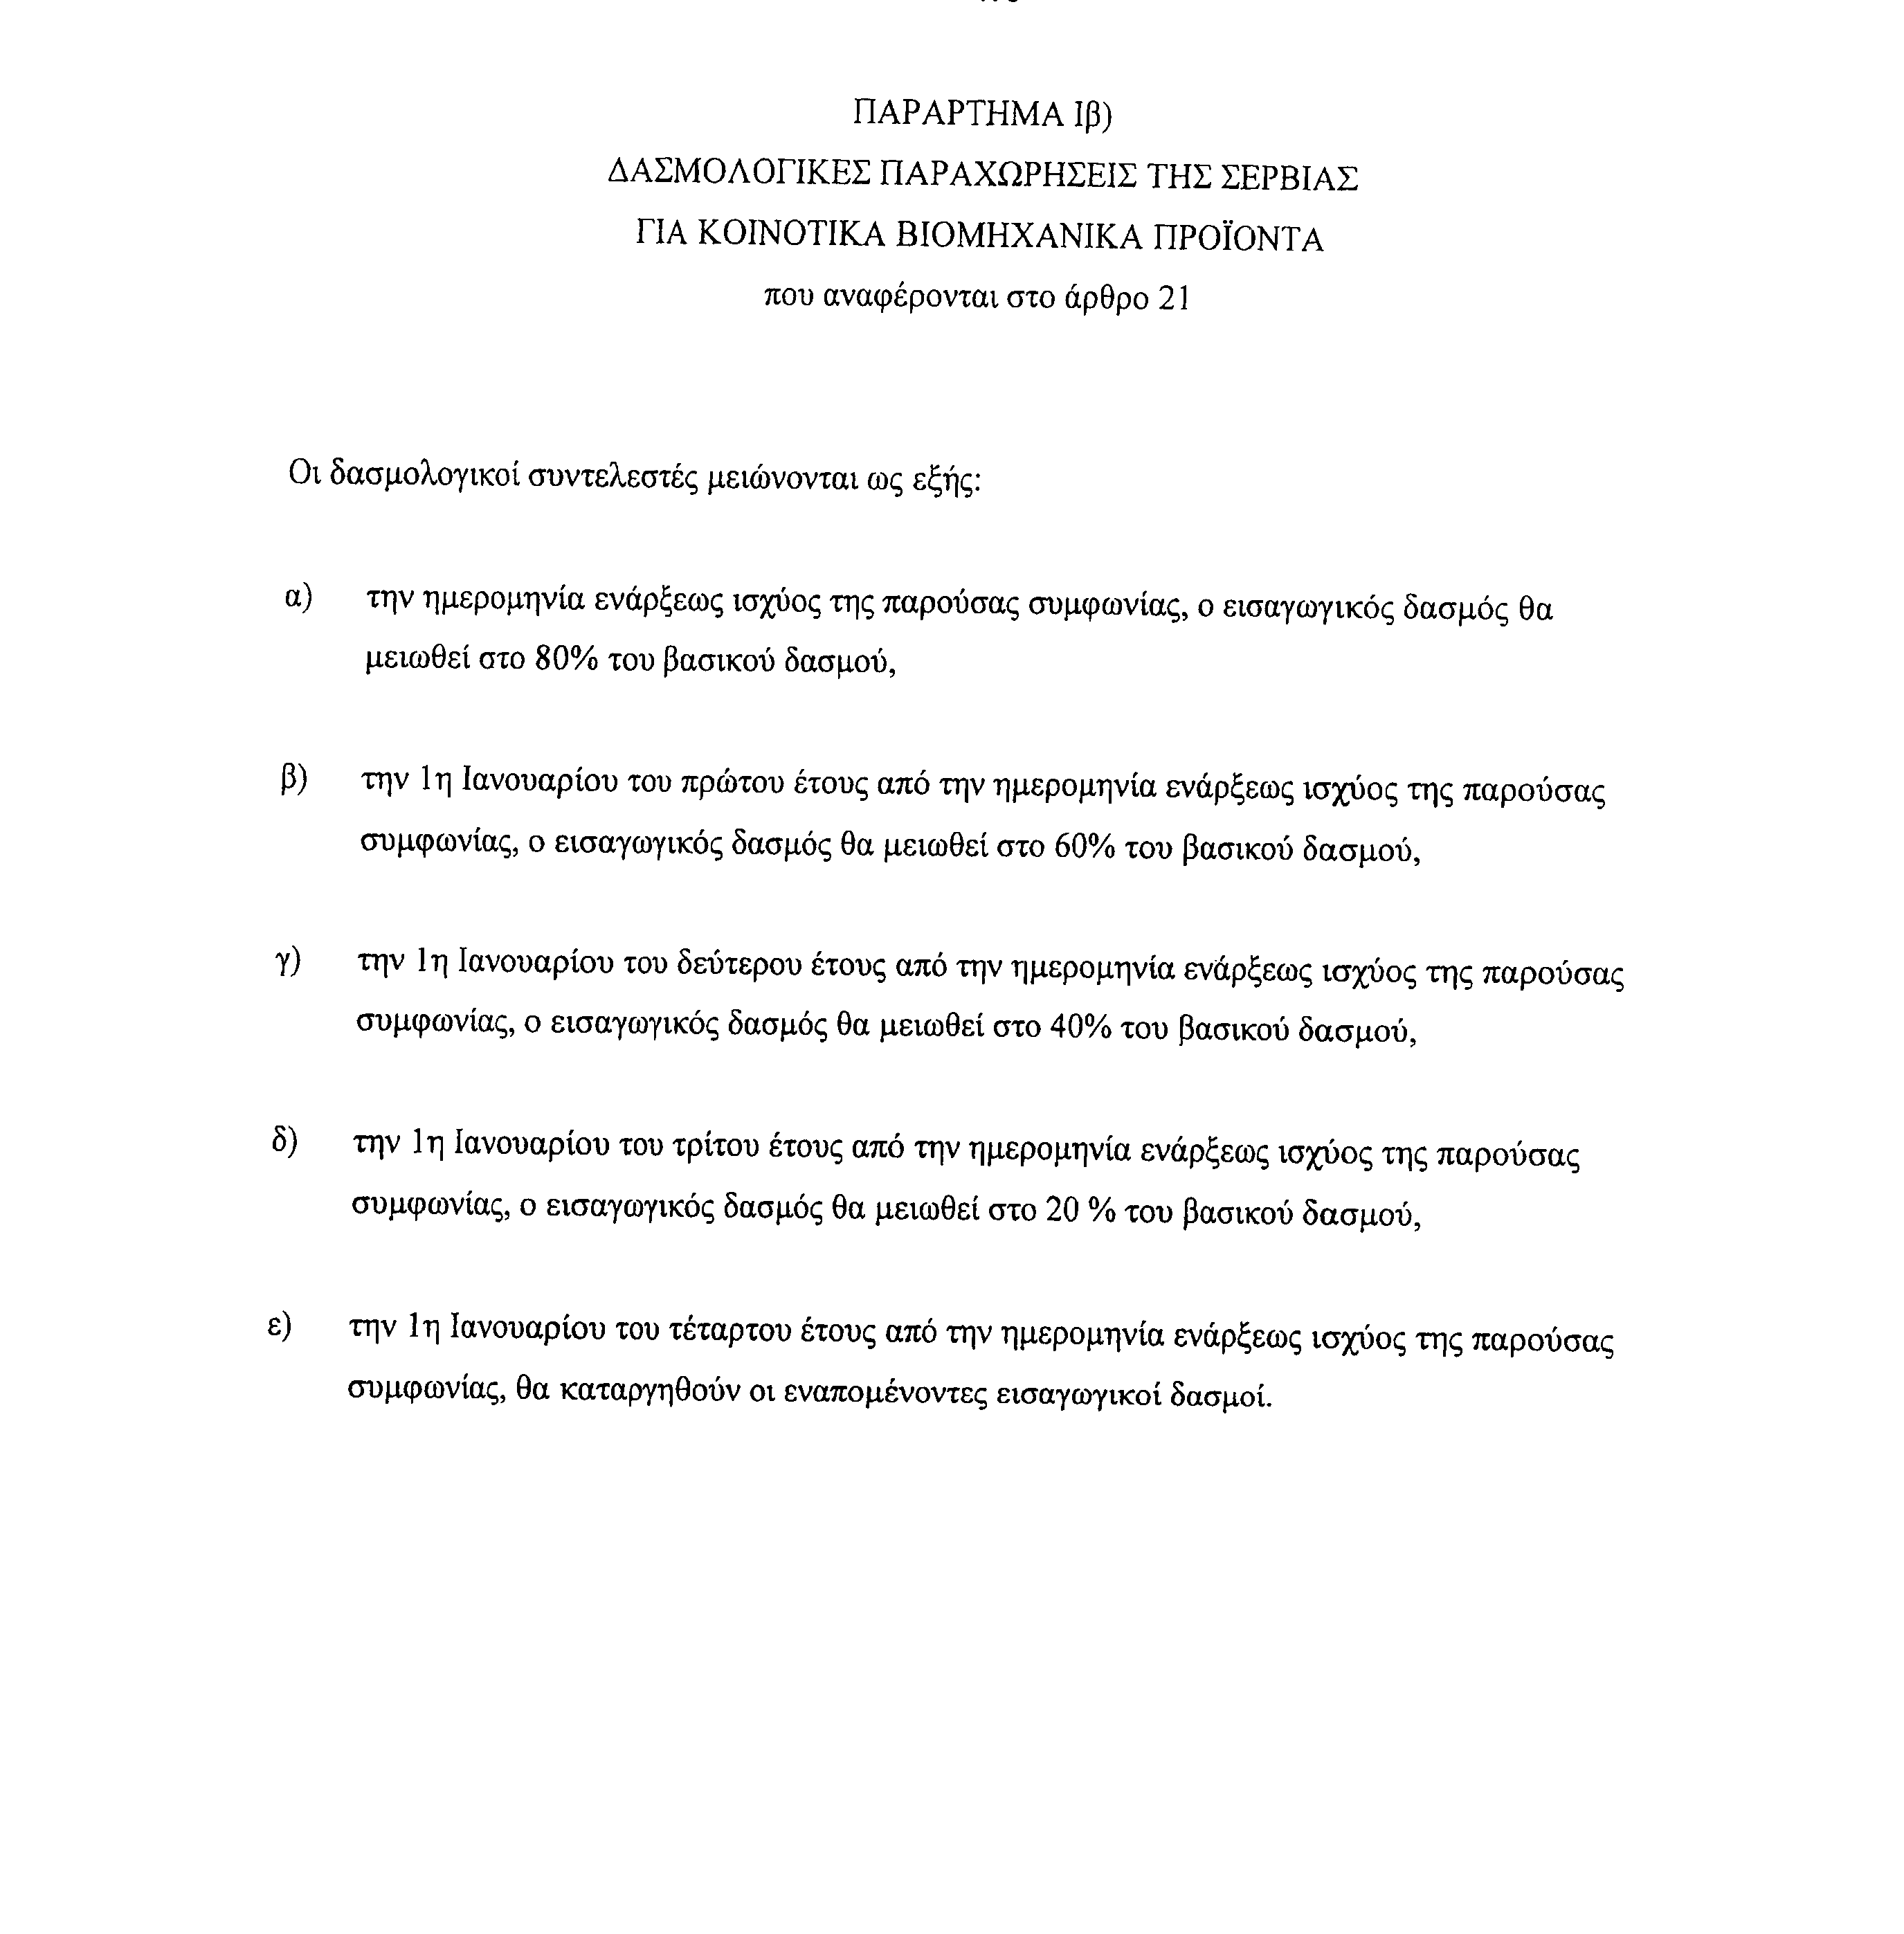 ΠΑΡΑΡΤΗΜΑ Ιβ)
ΔΑΣΜΟΛΟΓΙΚΕΣ ΠΑΡΑΧΩΡΗΣΕΙΣ ΤΗΣ ΣΕΡΒΙΑΣ
ΓΙΑ ΚΟΙΝΟΤΙΚΑ ΒΙΟΜΗΧΑΝΙΚΑ ΠΡΟΪΟΝΤΑ
που αναφέρονται στο άρθρο 21
Οι δασμολογικοί συντελεστές μειώνονται ως εξής:
α) την ημερομηνία ενάρξεως ισχύος της παρούσας συμφωνίας, ο εισαγωγικός δασμός θα
μειωθεί στο 80% του βασικού δασμού,
β) την 1η Ιανουαρίου του πρώτου έτους από την ημερομηνία ενάρξεως ισχύος της παρούσας
συμφωνίας, ο εισαγωγικός δασμός θα μειωθεί στο 60% του βασικού δασμού,
γ) την 1η Ιανουαρίου του δεύτερου έτους από την ημερομηνία ενάρξεως ισχύος της παρούσας
συμφωνίας, ο εισαγωγικός δασμός θα μειωθεί στο 40% του βασικού δασμού,
δ) την 1η Ιανουαρίου του τρίτου έτους από την ημερομηνία ενάρξεως ισχύος της παρούσας
συμφωνίας, ο εισαγωγικός δασμός θα μειωθεί στο 20 % του βασικού δασμού,
ε) την 1η Ιανουαρίου του τέταρτου έτους από την ημερομηνία ενάρξεως ισχύος της παρούσας
συμφωνίας, θα καταργηθούν οι εναπομένοντες εισαγωγικοί δασμοί.